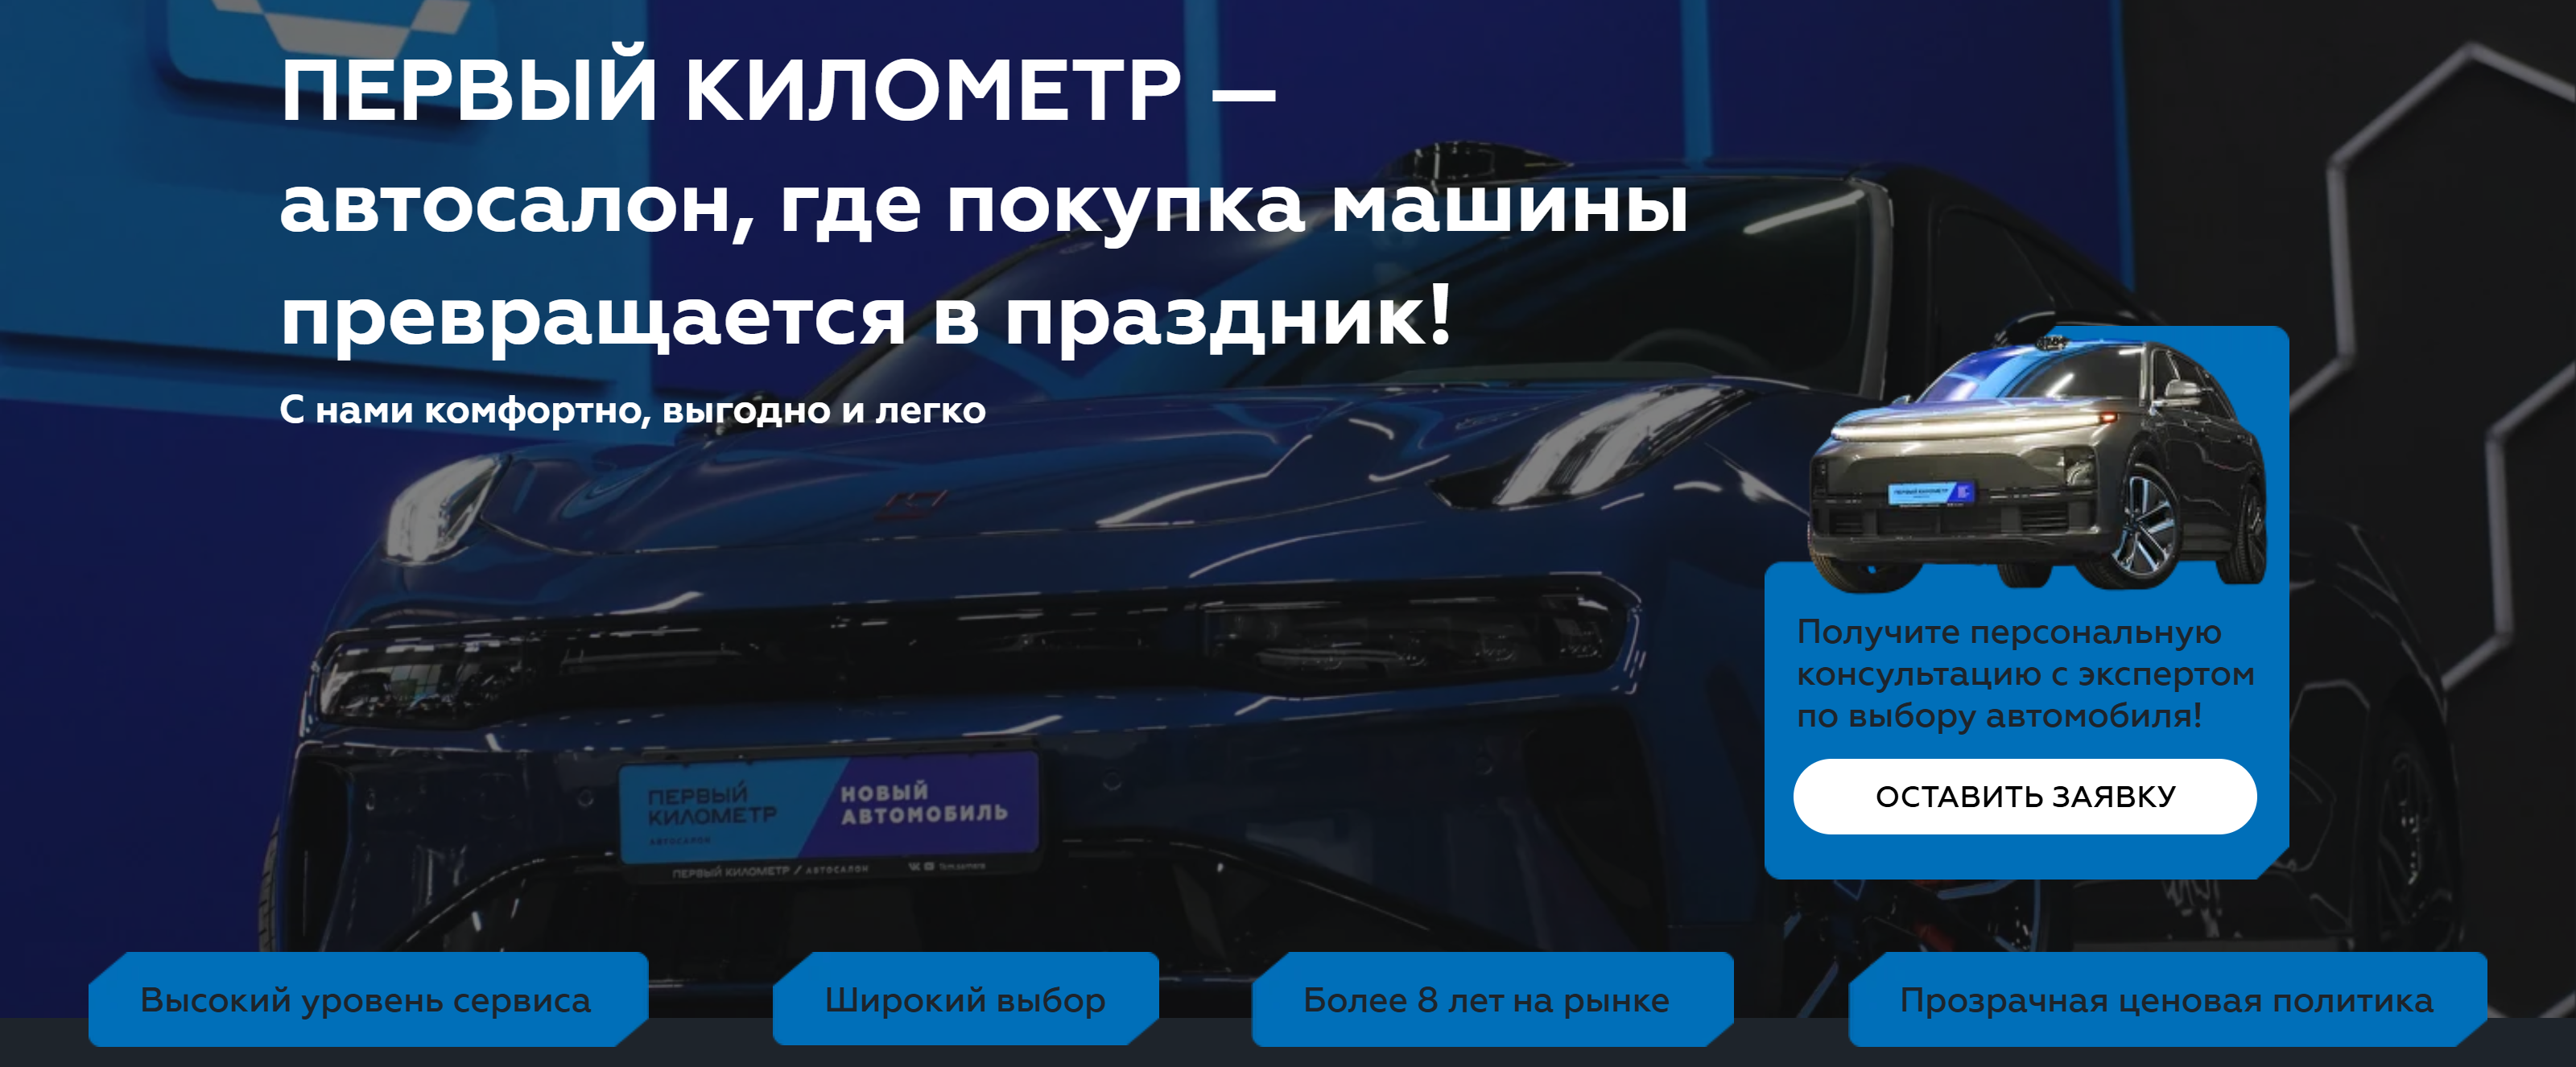 ПЕРВЫЙ КИЛОМЕТР —
автосалон, где покупка машины
превращается в праздник!
С нами комфортно, выгодно и легко
ПЕРВЫЙ КИЛОМЕТР
Получите персональную
консультацию с экспертом
по выбору автомобиля!
ОСТАВИТЬ ЗАЯВКУ
ПЕРВЫЙ
КИЛОМЕТР
АВТОСАЛОН
НОВЫЙ
АВТОМОБИЛЬ
ПЕРВЫЙ КИЛОМЕТР / АВТОСАЛОН
Высокий уровень сервиса
Широкий выбор
Более 8 лет на рынке
Прозрачная ценовая политика